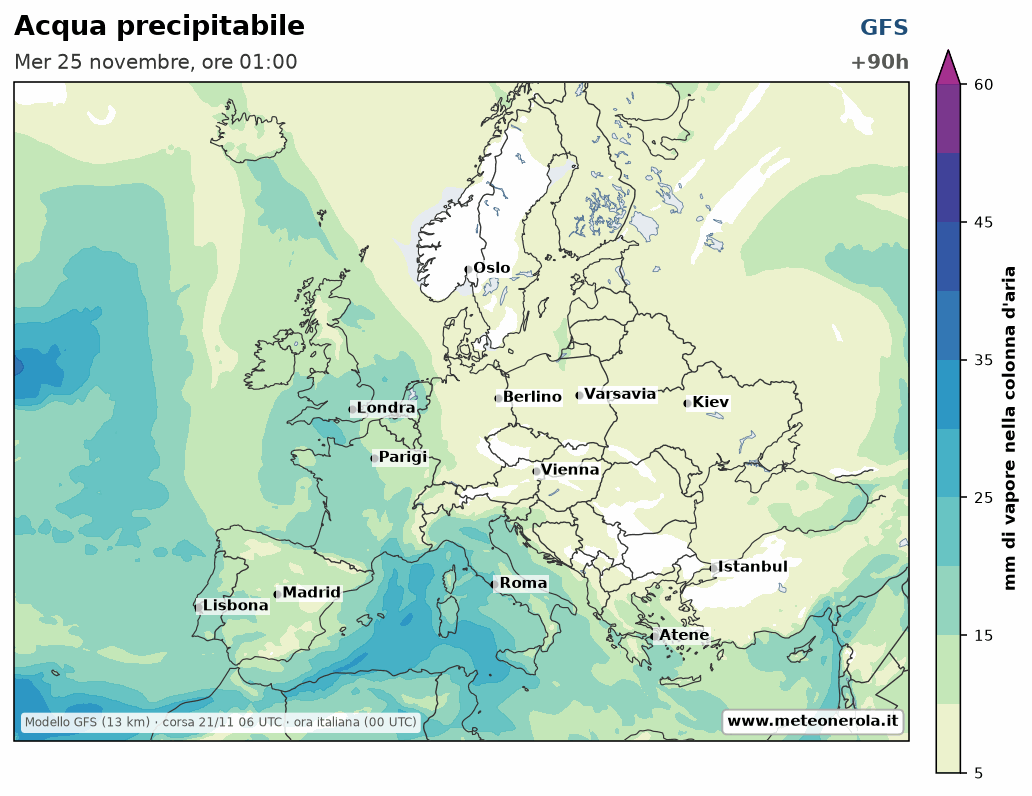 Acqua precipitabile
GFS
Mer 25 novembre, ore 01:00
+90h
60
45
35
25
15
5
mm di vapore nella colonna d'aria
Oslo
Londra
Berlino
Varsavia
Kiev
Parigi
Vienna
Istanbul
Roma
Madrid
Lisbona
Atene
Modello GFS (13 km) · corsa 21/11 06 UTC · ora italiana (00 UTC)
www.meteonerola.it